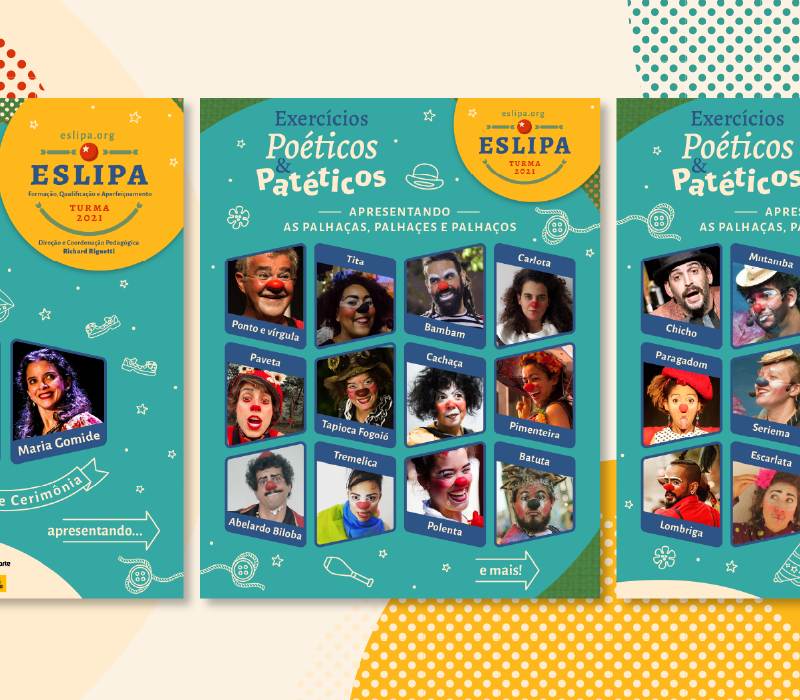 eslipa.org
ESLIPA
Formação, Qualificação e Aperfeiçoamento
TURMA
2021
Direção e Coordenação Pedagógica
Richard Riguetti
Maria Gomide
e Cerimônia
apresentando...
Exercícios
Poéticos
&
Patéticos
eslipa.org
ESLIPA
TURMA
2021
APRESENTANDO
AS PALHAÇAS, PALHAÇES E PALHAÇOS
Ponto e vírgula
Tita
Bambam
Carlota
Paveta
Tapioca Fogoió
Cachaça
Pimenteira
Abelardo Biloba
Tremelica
Polenta
Batuta
e mais!
Exercícios
Poéticos
&
Patéticos
APRES
AS PALHAÇAS, PA
Chicho
Mutamba
Paragadom
Seriema
Lombriga
Escarlata